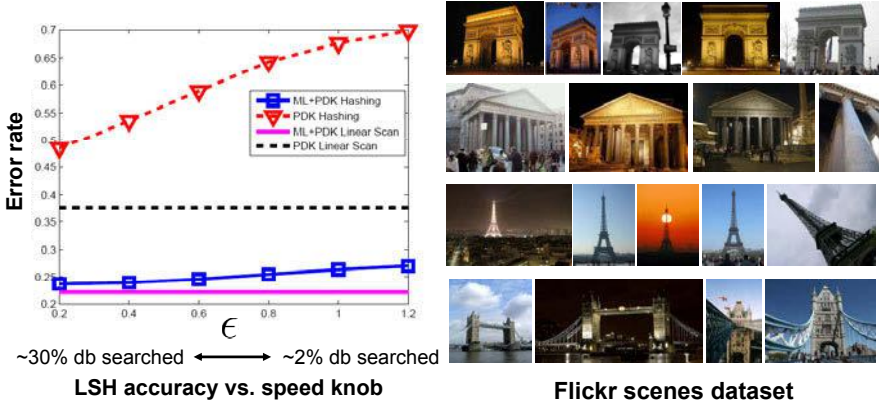 0.7
0.65
0.6
0.55
0.5
0.45
0.4
0.35
0.3
0.25
0.2
Error rate
ML+PDK Hashing
PDK Hashing
ML+PDK Linear Scan
PDK Linear Scan
0.2 0.4 0.6 0.8 1 1.2
ϵ
~30% db searched ~2% db searched
LSH accuracy vs. speed knob
Flickr scenes dataset